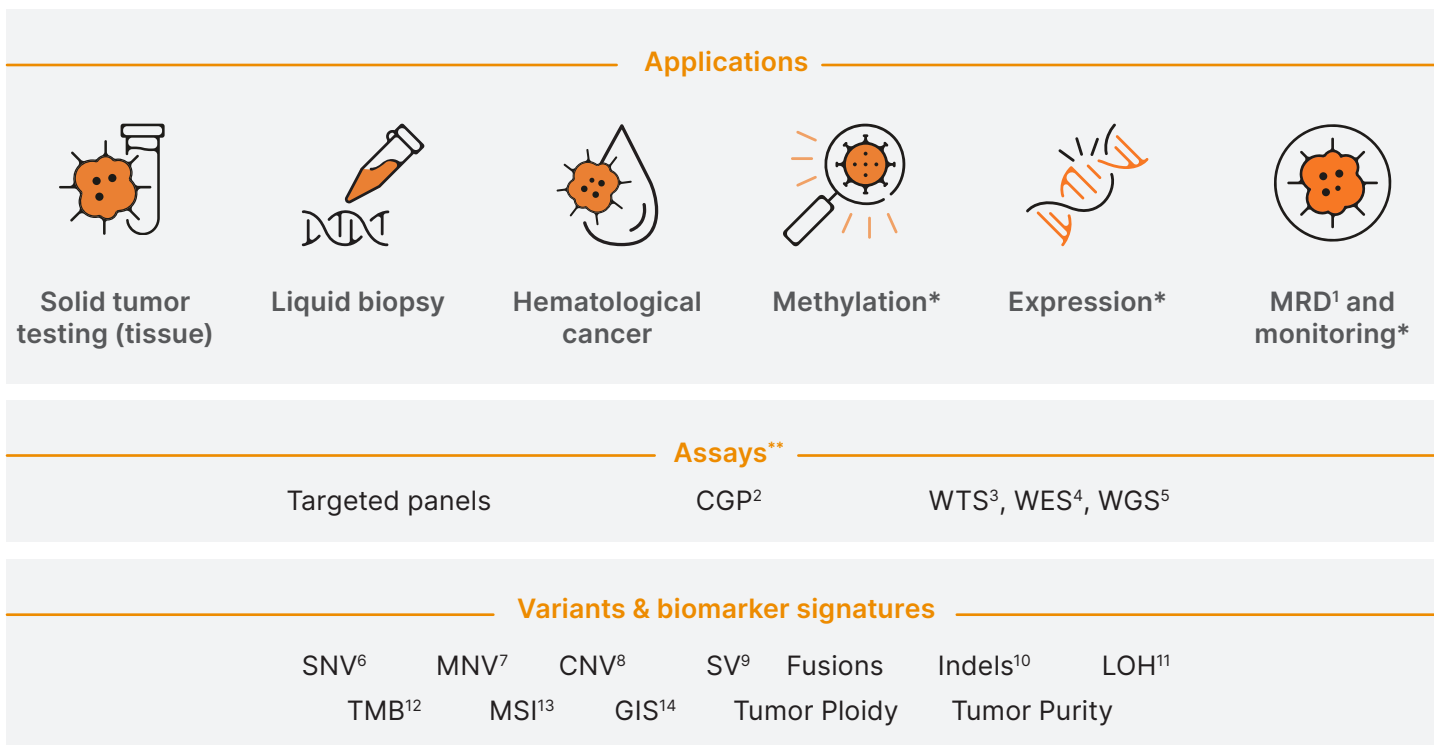 Applications
Solid tumor
testing (tissue)
Liquid biopsy
Hematological
cancer
Methylation*
Expression*
MRD¹ and
monitoring*
Assays**
Targeted panels CGP² WTS³, WES⁴, WGS⁵
Variants & biomarker signatures
SNV⁶ MNV⁷ CNV⁸ SV⁹ Fusions Indels¹⁰ LOH¹¹
TMB¹² MSI¹³ GIS¹⁴ Tumor Ploidy Tumor Purity